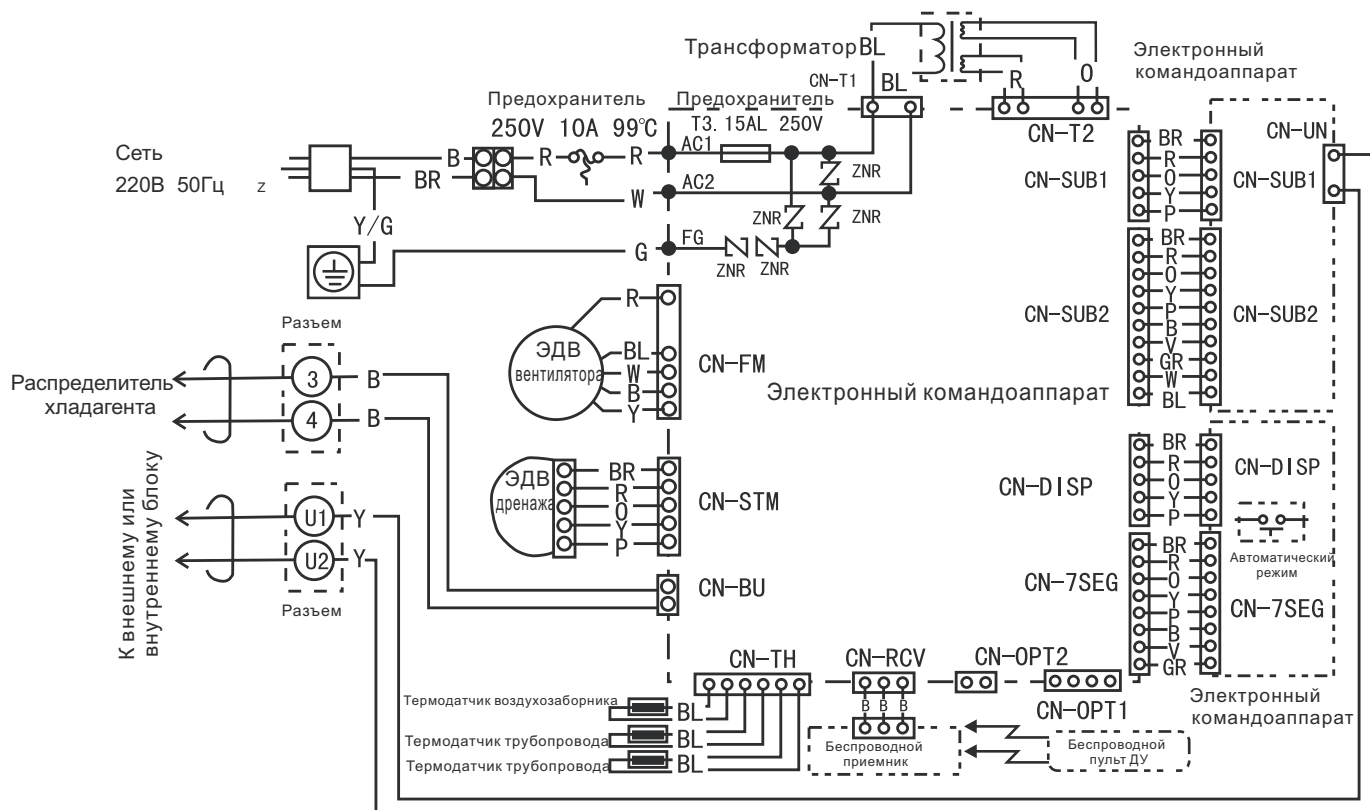 Трансформатор
BL
CN-T1
BL
R
O
CN-T2
Электронный
командоаппарат
CN-UN
Предохранитель
250V 10A 99℃
Предохранитель
T3. 15AL 250V
Сеть
220В 50Гц
Z
B
BR
R
R
W
AC1
AC2
ZNR
ZNR
ZNR
Y/G
G
FG
ZNR
ZNR
CN-SUB1
BR
R
O
Y
P
CN-SUB1
CN-SUB2
BR
R
O
Y
P
B
V
GR
W
BL
CN-SUB2
ЭДВ
вентилятора
R
BL
W
B
Y
CN-FM
Электронный командоаппарат
Разъем
Распределитель
хладагента
3
B
4
B
ЭДВ
дренажа
BR
R
O
Y
P
CN-STM
К внешнему или
внутреннему блоку
U1
Y
U2
Y
Разъем
CN-BU
CN-DISP
BR
R
O
Y
P
CN-DISP
Автоматический
режим
CN-7SEG
BR
R
O
Y
P
B
V
GR
CN-7SEG
Электронный
командоаппарат
CN-TH
CN-RCV
CN-OPT2
CN-OPT1
Термодатчик воздухозаборника
BL
Термодатчик трубопровода
BL
Термодатчик трубопровода
BL
B
B
B
Беспроводной
приемник
Беспроводной
пульт ДУ